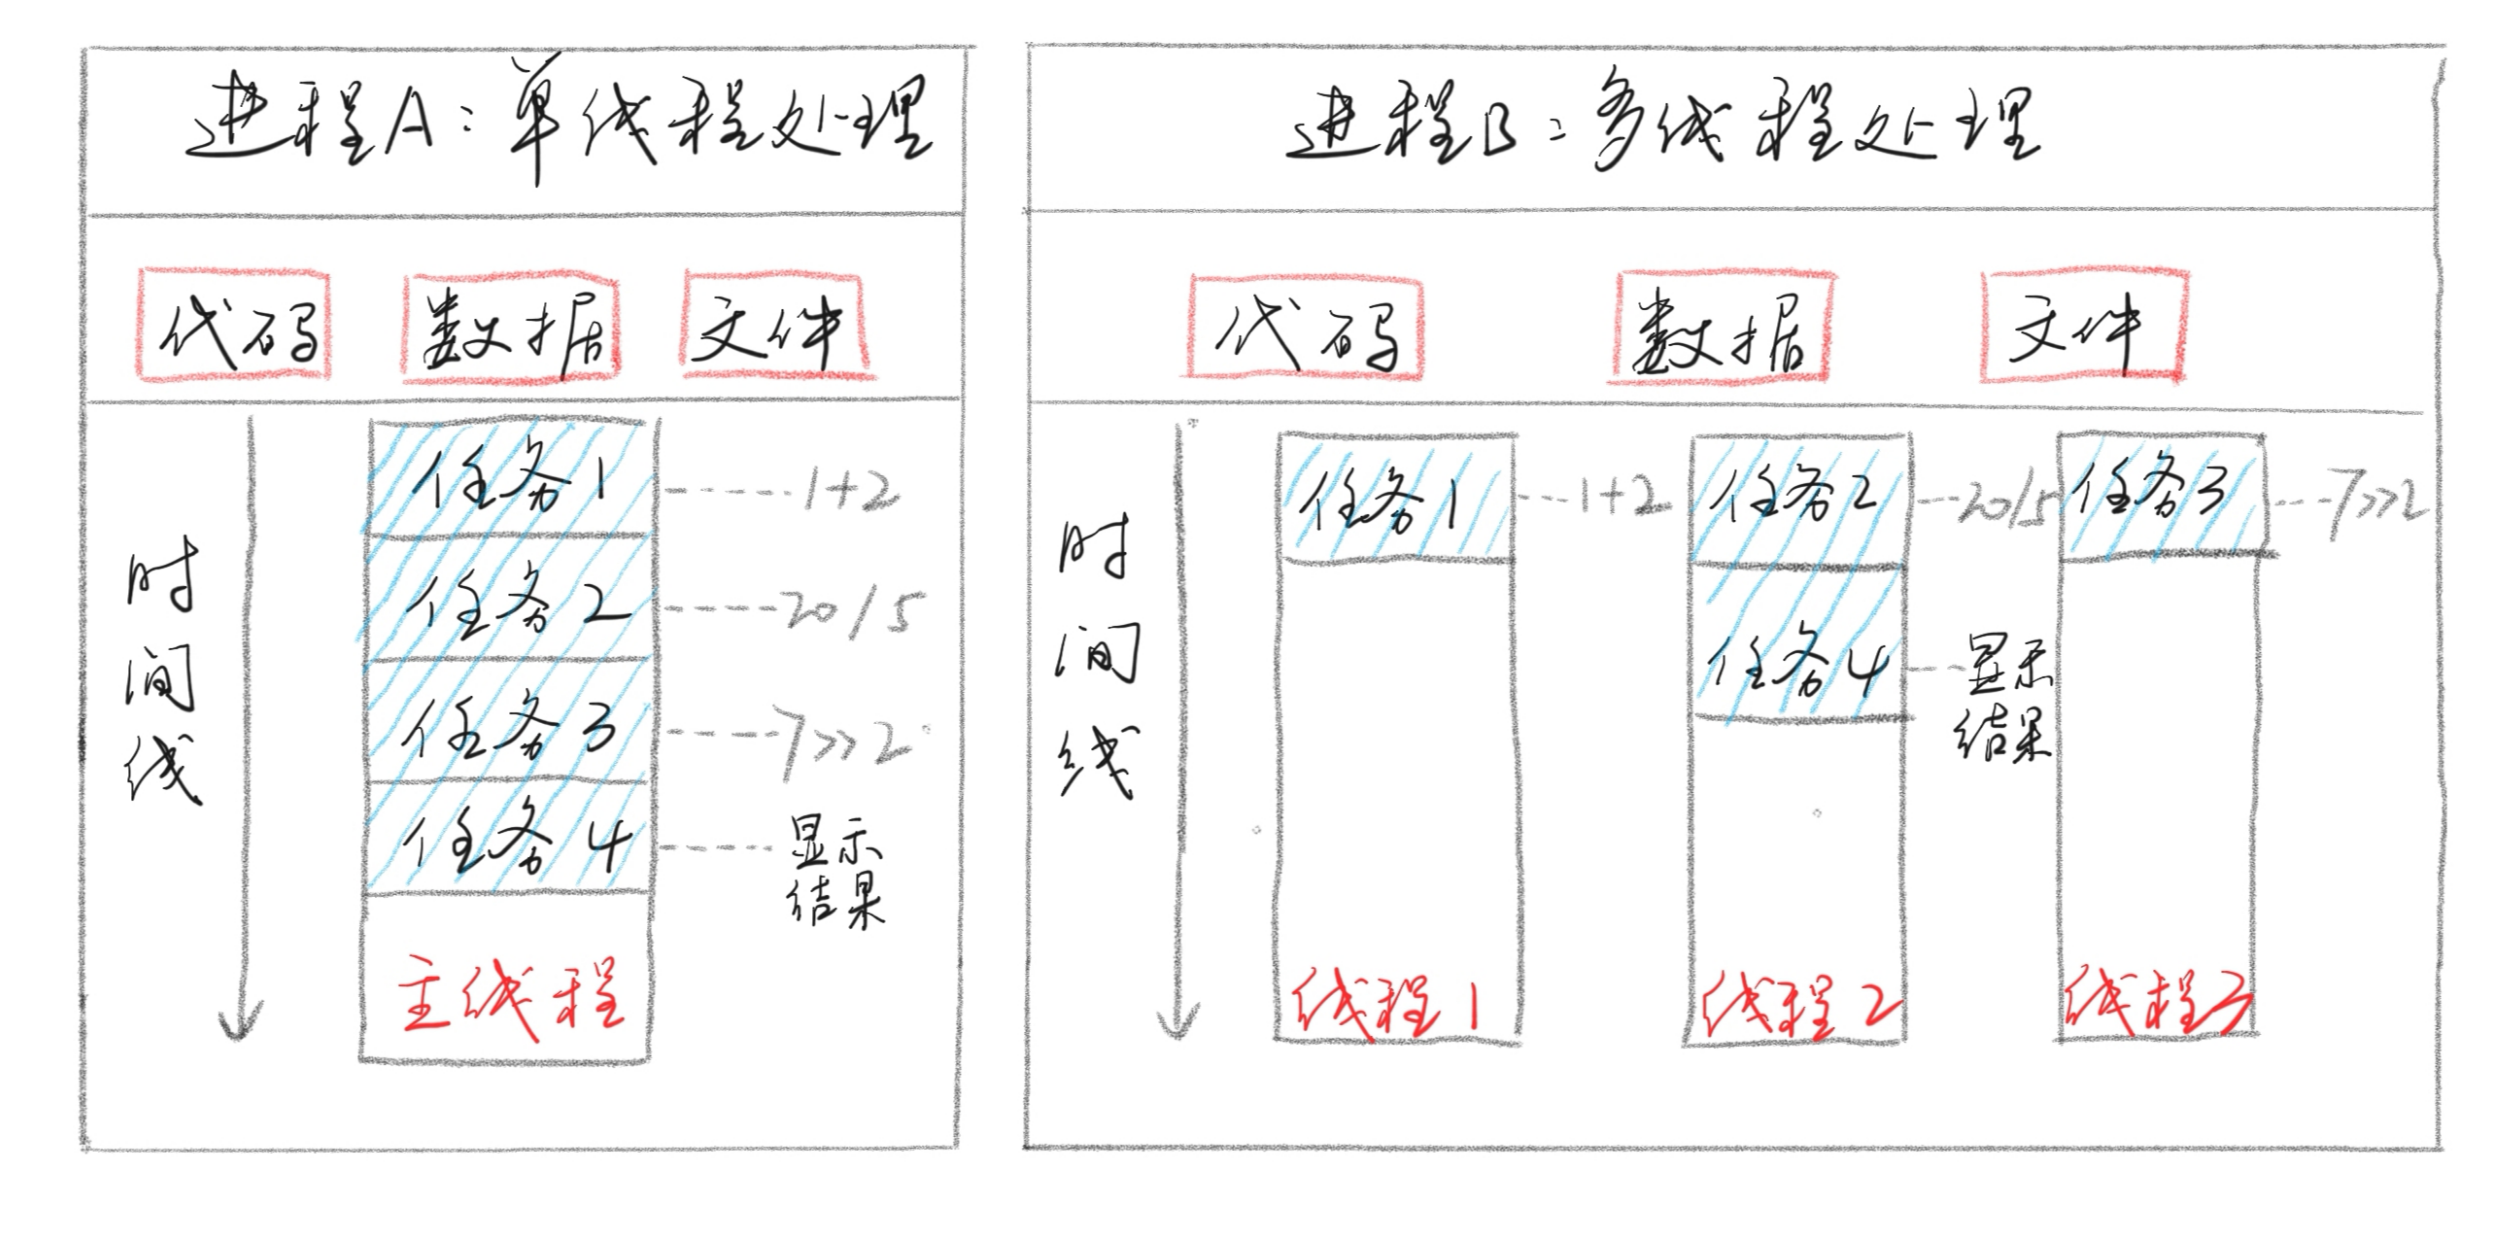 进程A:单线程处理
代码 数据 文件
时间线
任务1 1+2
任务2 20/5
任务3 7>>2
任务4 显示结果
主线程
进程B:多线程处理
代码 数据 文件
时间线
任务1 1+2 任务2 20/5 任务3 7>>2
任务4 显示结果
线程1 线程2 线程3